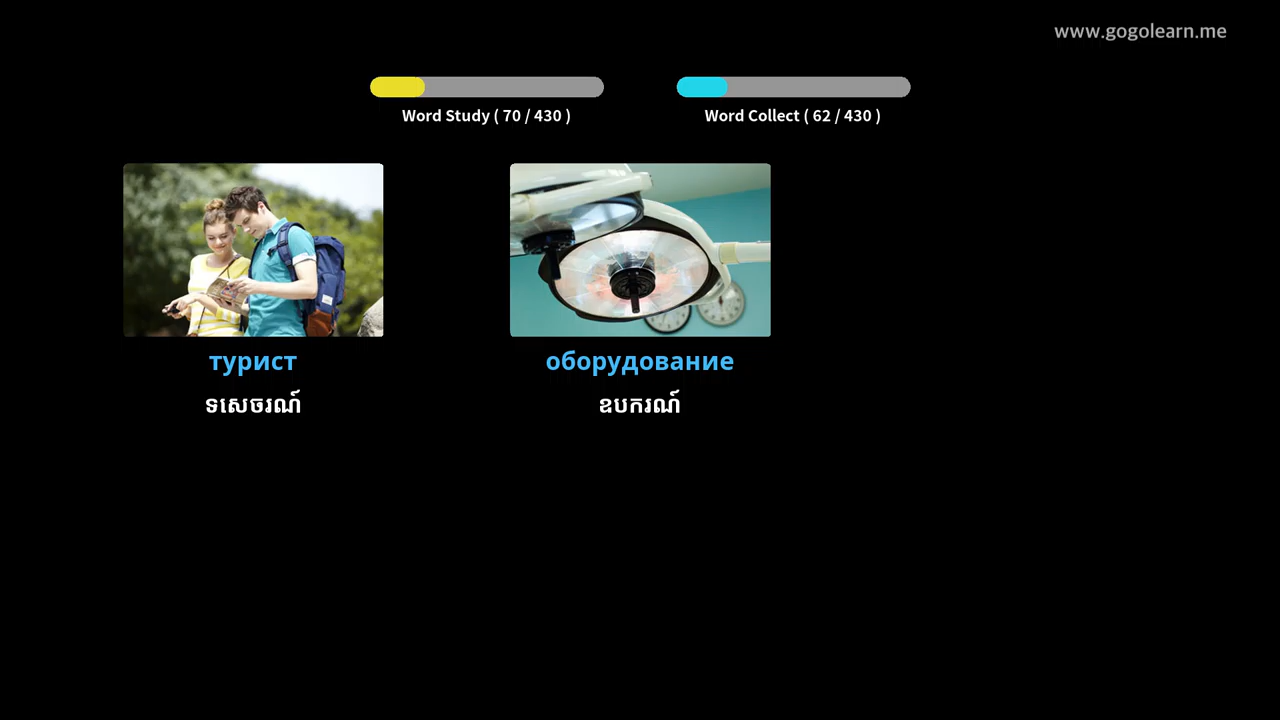 www.gogolearn.me
Word Study ( 70 / 430 )
Word Collect ( 62 / 430 )
турист
оборудование
ទសេចរណ៍
ឧបករណ៍